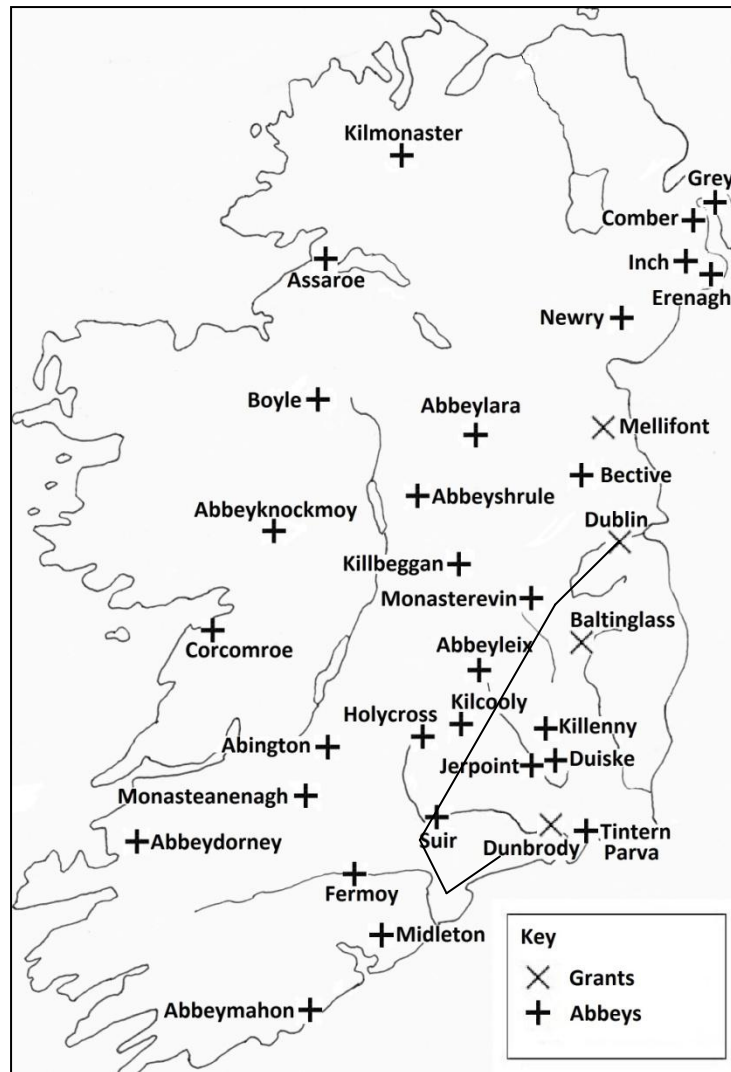 Kilmonaster
Grey
Comber
Assaroe
Inch
Erenagh
Newry
Boyle
Abbeylara
Mellifont
Bective
Abbeyshrule
Abbeyknockmoy
Dublin
Killbeggan
Monasterevin
Baltinglass
Corcomroe
Abbeyleix
Kilcooly
Holycross
Killenny
Abington
Jerpoint
Duiske
Monasteanenagh
Suir
Dunbrody
Tintern
Parva
Abbeydorney
Fermoy
Midleton
Abbeymahon
Key
Grants
Abbeys